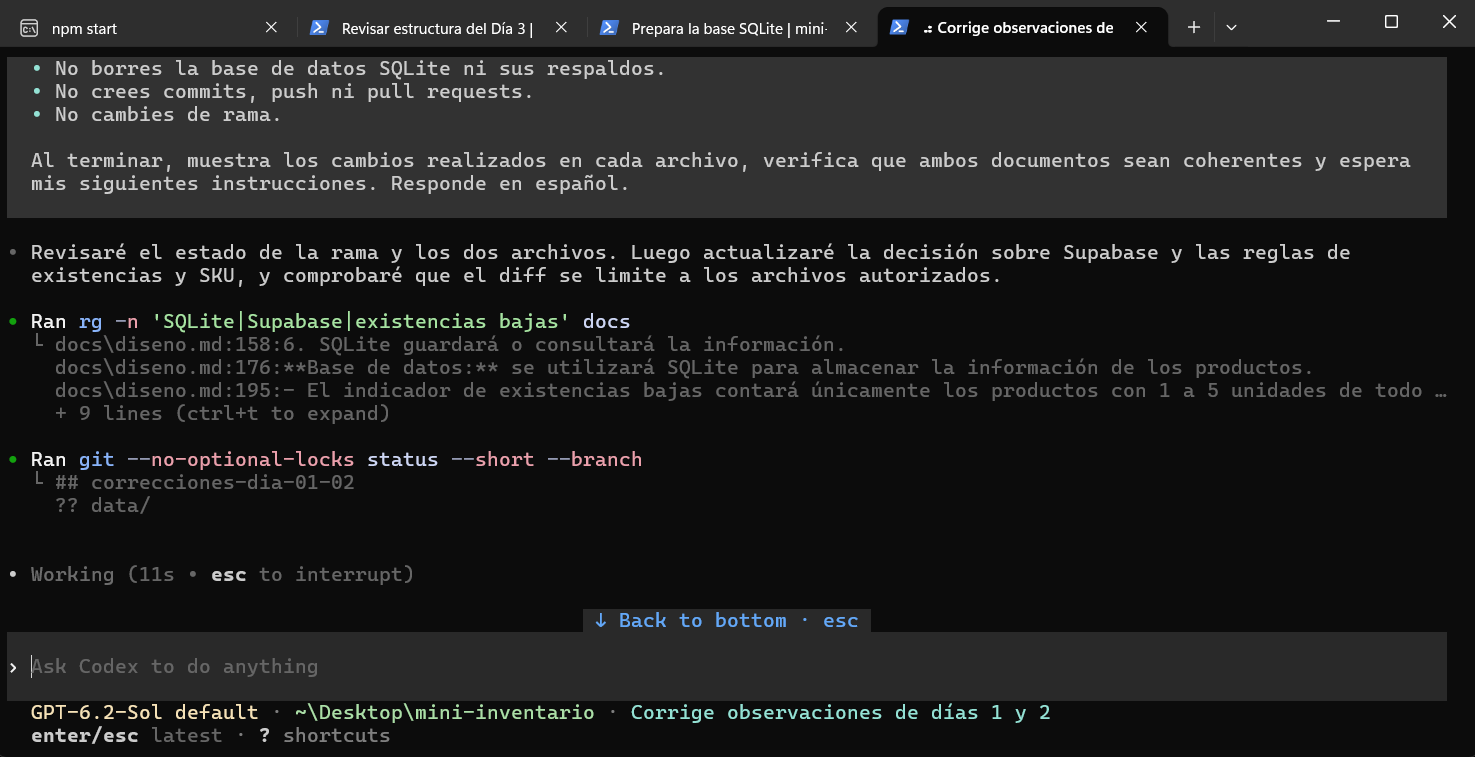 npm start
Revisar estructura del Día 3 |
Prepara la base SQLite | mini-
Corrige observaciones de
• No borres la base de datos SQLite ni sus respaldos.
• No crees commits, push ni pull requests.
• No cambies de rama.
Al terminar, muestra los cambios realizados en cada archivo, verifica que ambos documentos sean coherentes y espera
mis siguientes instrucciones. Responde en español.
• Revisaré el estado de la rama y los dos archivos. Luego actualizaré la decisión sobre Supabase y las reglas de
existencias y SKU, y comprobaré que el diff se limite a los archivos autorizados.
• Ran rg -n 'SQLite|Supabase|existencias bajas' docs
└ docs\diseno.md:158:6. SQLite guardará o consultará la información.
docs\diseno.md:176:**Base de datos:** se utilizará SQLite para almacenar la información de los productos.
docs\diseno.md:195:- El indicador de existencias bajas contará únicamente los productos con 1 a 5 unidades de todo …
+ 9 lines (ctrl+t to expand)
• Ran git --no-optional-locks status --short --branch
└ ## correcciones-dia-01-02
?? data/
• Working (11s • esc to interrupt)
↓ Back to bottom · esc
› Ask Codex to do anything
GPT-6.2-Sol default · ~\Desktop\mini-inventario · Corrige observaciones de días 1 y 2
enter/esc latest · ? shortcuts